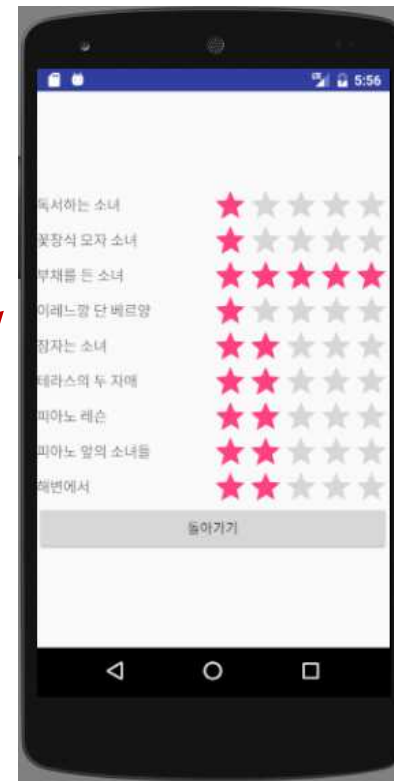 5:56
독서하는 소녀
꽃장식 모자 소녀
부채를 든 소녀
이레느깡 단 베르양
잠자는 소녀
테라스의 두 자매
피아노 레슨
피아노 앞의 소녀들
해변에서
돌아가기